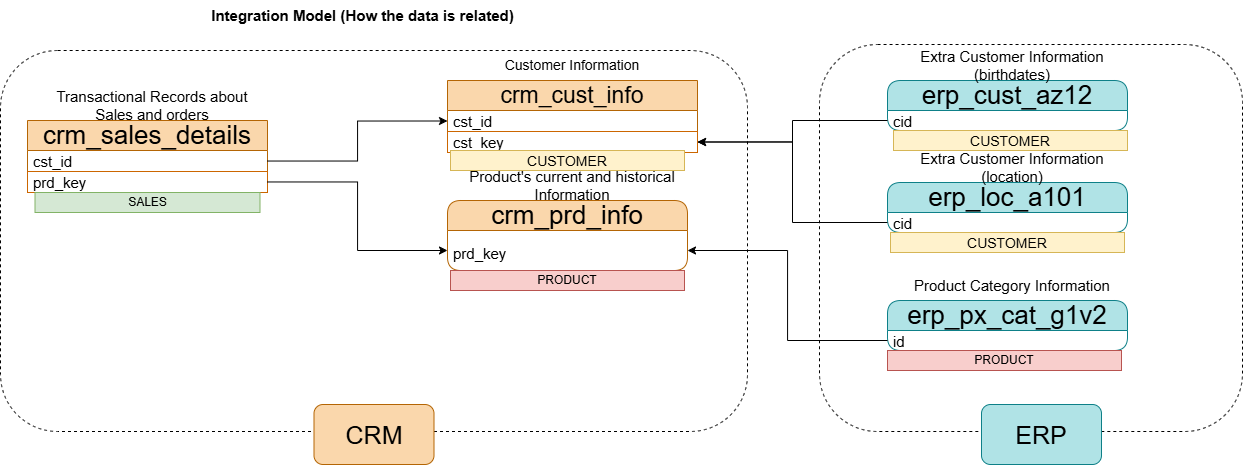 Integration Model (How the data is related)
Transactional Records about
Sales and orders
crm_sales_details
cst_id
prd_key
SALES
Customer Information
crm_cust_info
cst_id
cst_key
CUSTOMER
Product's current and historical
Information
crm_prd_info
prd_key
PRODUCT
CRM
Extra Customer Information
(birthdates)
erp_cust_az12
cid
CUSTOMER
Extra Customer Information
(location)
erp_loc_a101
cid
CUSTOMER
Product Category Information
erp_px_cat_g1v2
id
PRODUCT
ERP